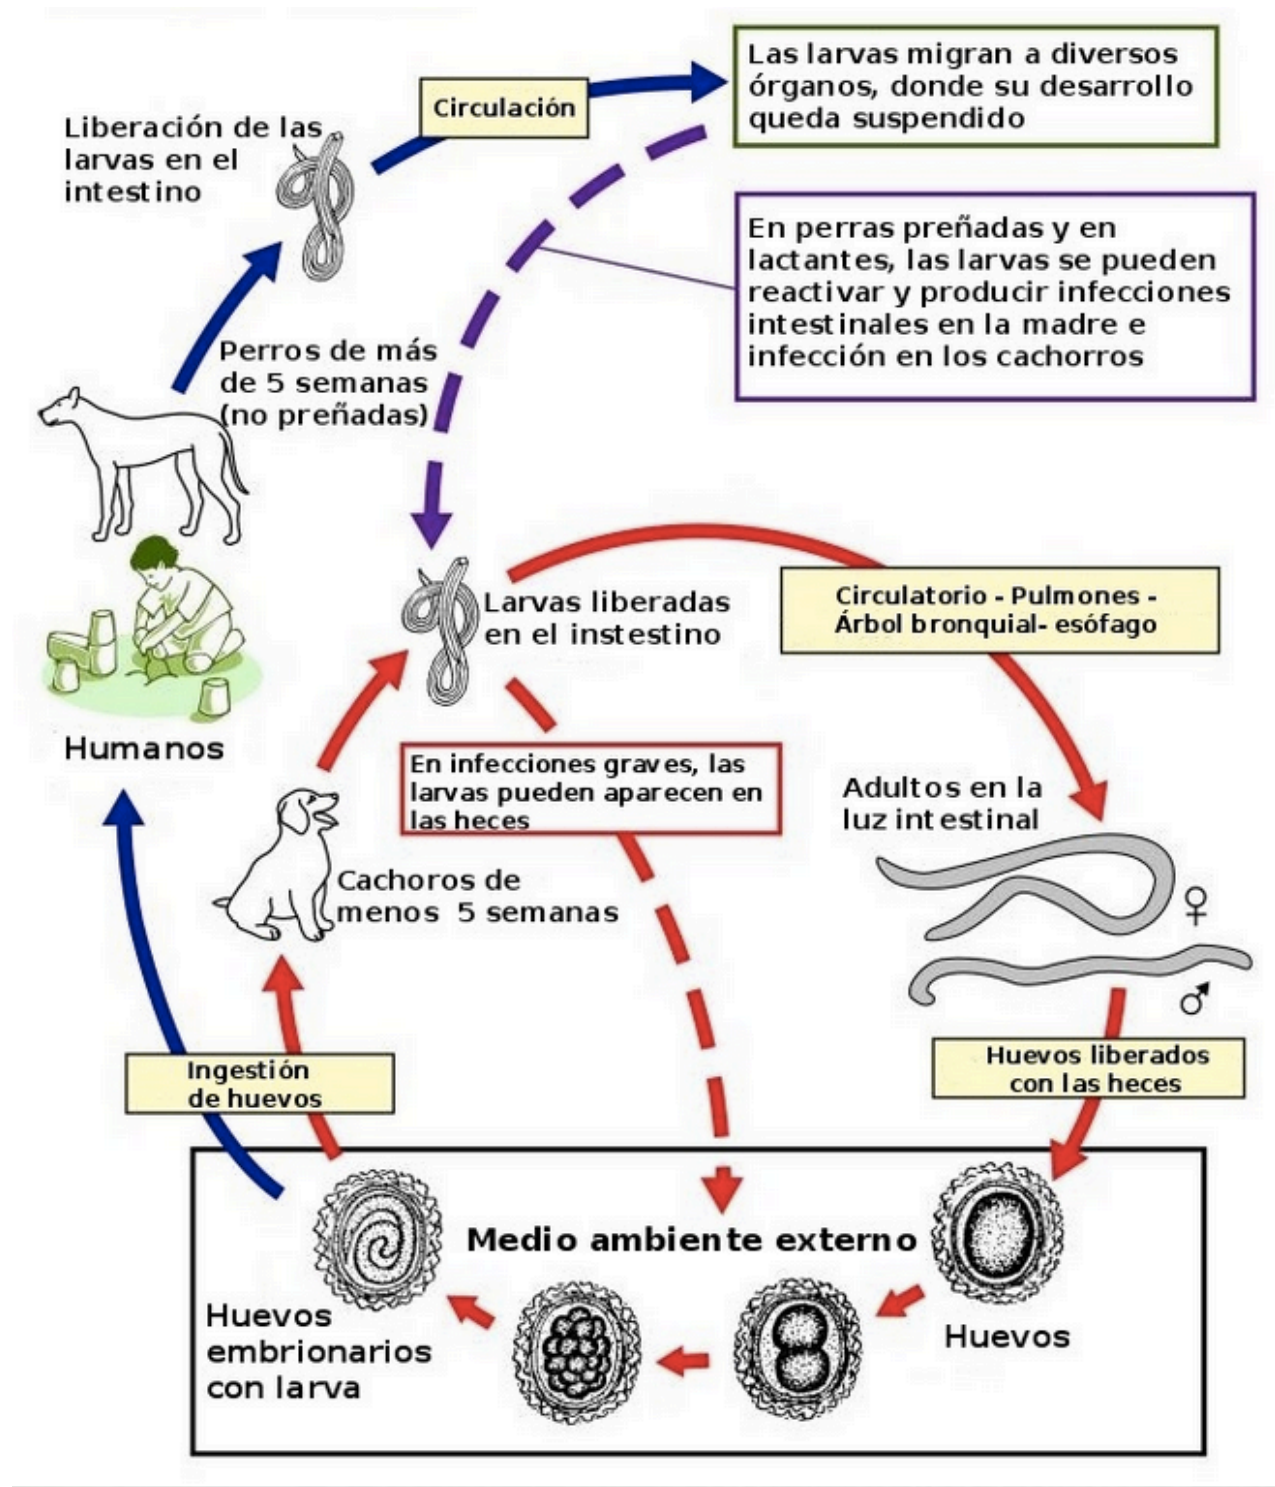 Las larvas migran a diversos
órganos, donde su desarrollo
queda suspendido
Circulación
Liberación de las
larvas en el
intestino
En perras preñadas y en
lactantes, las larvas se pueden
reactivar y producir infecciones
intestinales en la madre e
infección en los cachorros
Perros de más
de 5 semanas
(no preñadas)
Larvas liberadas
en el instestino
Circulatorio - Pulmones -
Árbol bronquial- esófago
Humanos
En infecciones graves, las
larvas pueden aparecen en
las heces
Adultos en la
luz intestinal
♀
♂
Cachoros de
menos 5 semanas
Ingestión
de huevos
Huevos liberados
con las heces
Medio ambiente externo
Huevos
embrionarios
con larva
Huevos